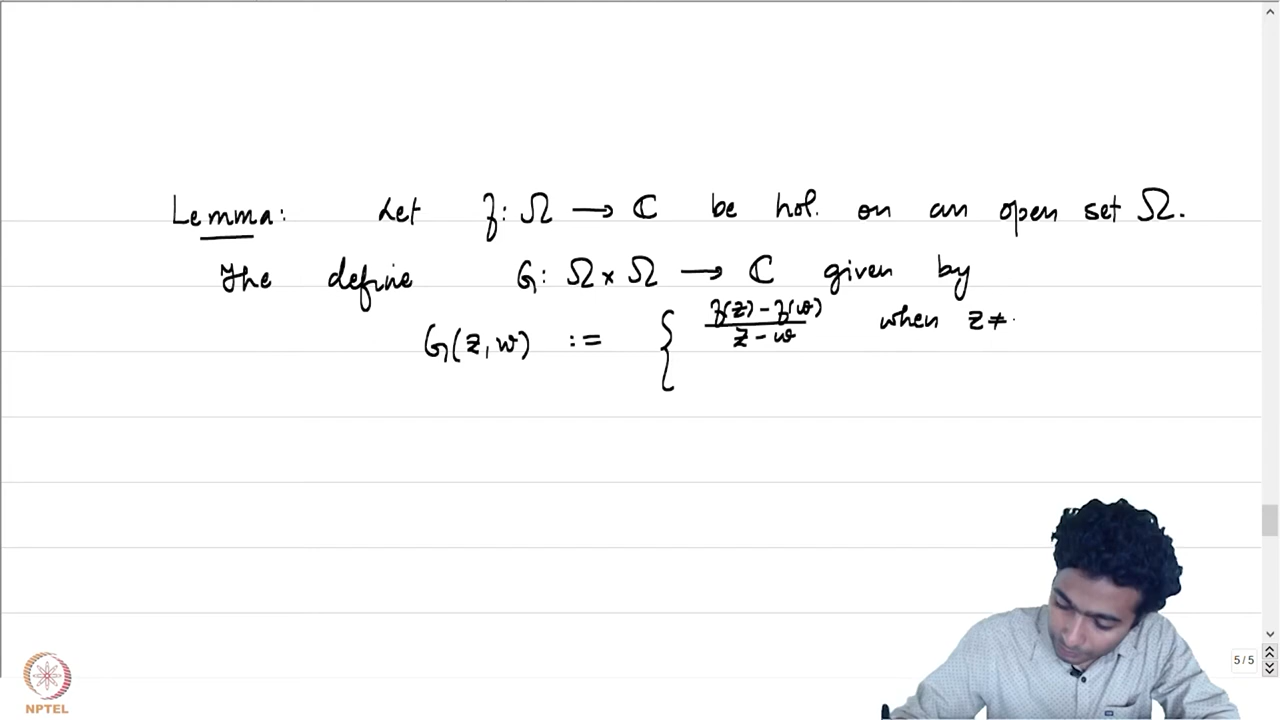 Lemma: Let f: Ω → ℂ be hol. on an open set Ω.
The define G: Ω × Ω → ℂ given by
G(z, w) := { f(z) - f(w) / z - w when z ≠
5 / 5
NPTEL